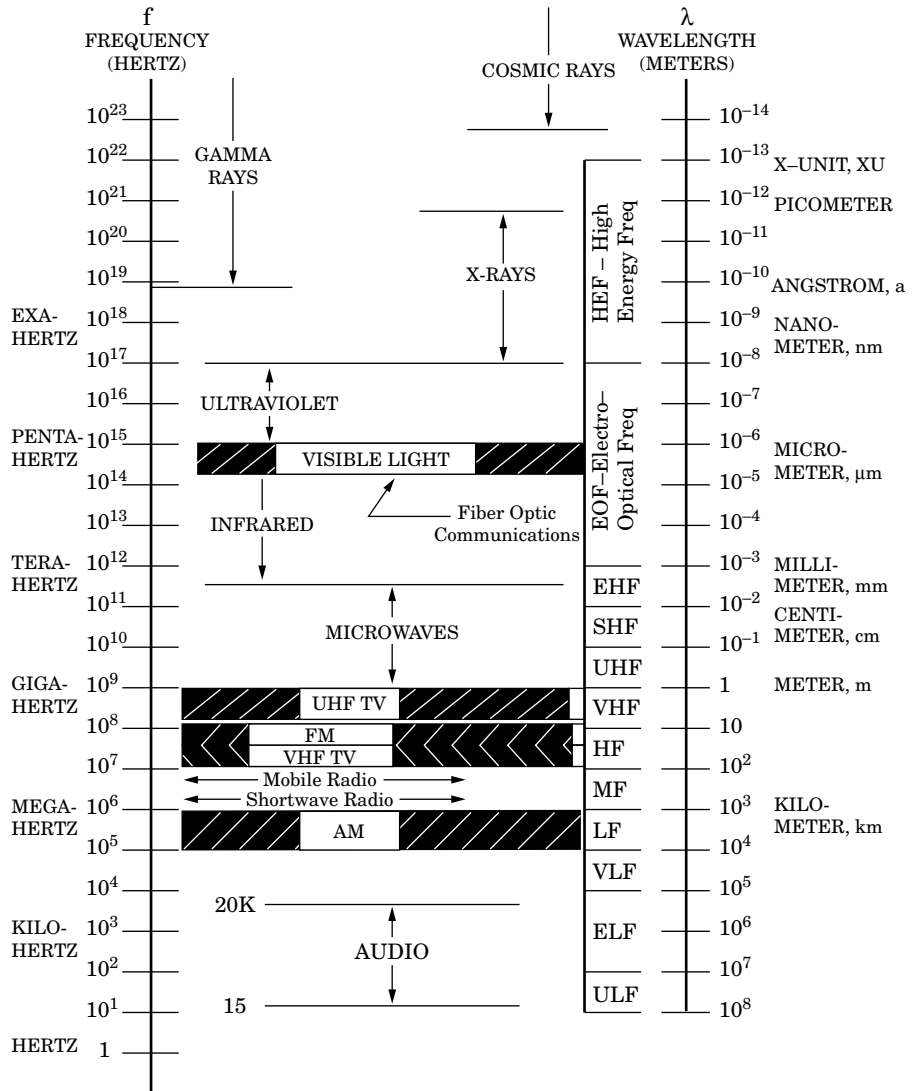 f
FREQUENCY
(HERTZ)
λ
WAVELENGTH
(METERS)
COSMIC RAYS
GAMMA
RAYS
X-RAYS
ULTRAVIOLET
VISIBLE LIGHT
INFRARED
Fiber Optic
Communications
MICROWAVES
UHF TV
FM
VHF TV
Mobile Radio
Shortwave Radio
AM
20K
AUDIO
15
10²³
10²²
10²¹
10²⁰
10¹⁹
EXA-
HERTZ
10¹⁸
10¹⁷
10¹⁶
PENTA-
HERTZ
10¹⁵
10¹⁴
10¹³
TERA-
HERTZ
10¹²
10¹¹
10¹⁰
GIGA-
HERTZ
10⁹
10⁸
10⁷
MEGA-
HERTZ
10⁶
10⁵
10⁴
KILO-
HERTZ
10³
10²
10¹
HERTZ
1
HEF – High
Energy Freq
EOF–Electro–
Optical Freq
EHF
SHF
UHF
VHF
HF
MF
LF
VLF
ELF
ULF
10⁻¹⁴
10⁻¹³
X–UNIT, XU
10⁻¹²
PICOMETER
10⁻¹¹
10⁻¹⁰
ANGSTROM, a
10⁻⁹
NANO-
METER, nm
10⁻⁸
10⁻⁷
10⁻⁶
MICRO-
METER, μm
10⁻⁵
10⁻⁴
10⁻³
MILLI-
METER, mm
10⁻²
CENTI-
METER, cm
10⁻¹
1
METER, m
10
10²
10³
KILO-
METER, km
10⁴
10⁵
10⁶
10⁷
10⁸